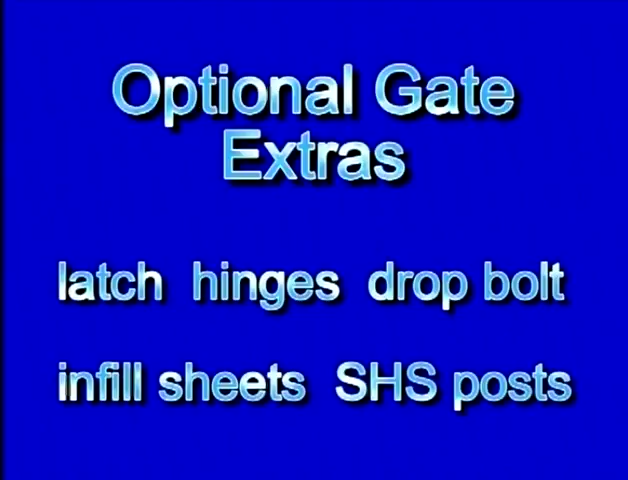 Optional Gate
Extras
latch hinges drop bolt
infill sheets SHS posts